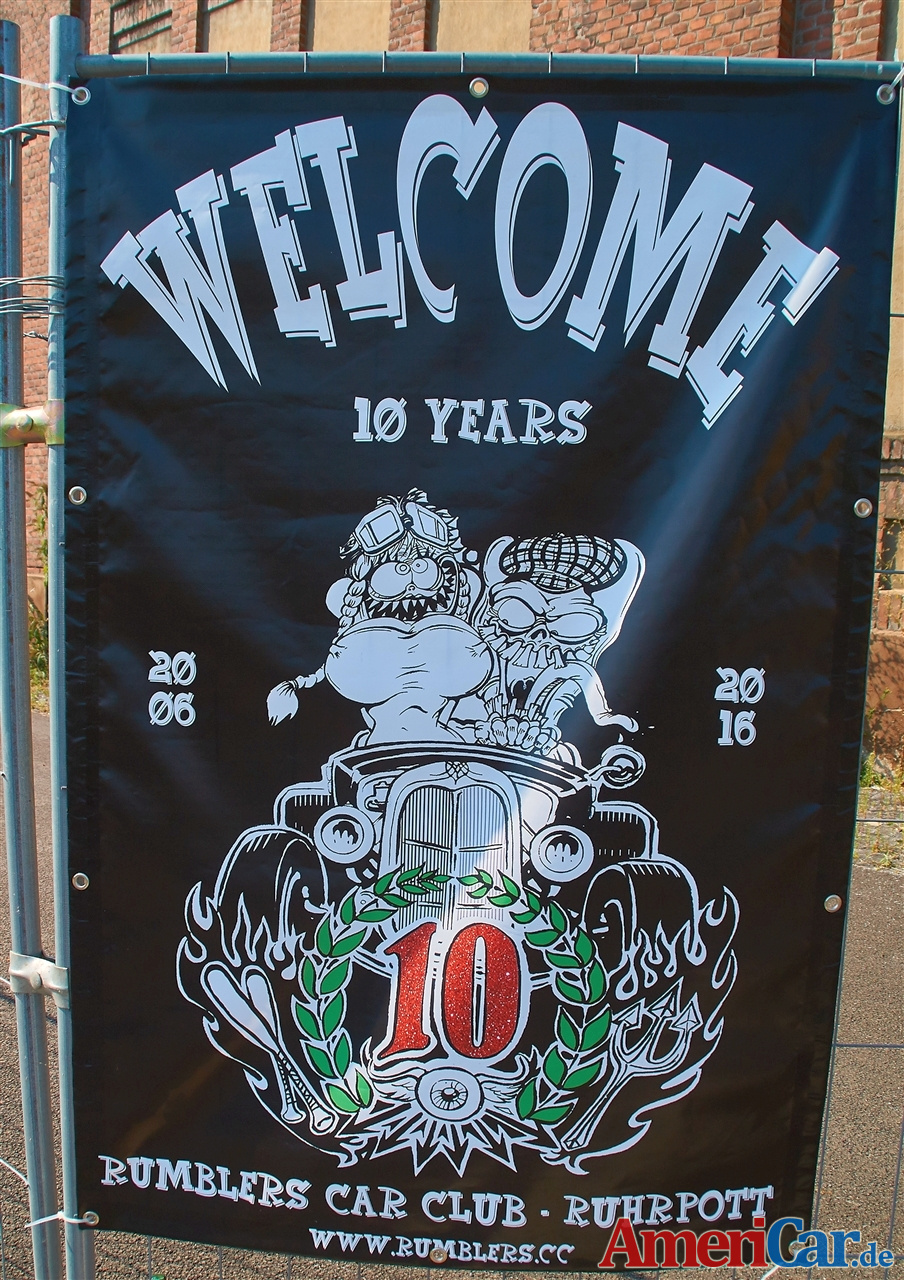 WELCOME
10 YEARS
20
06
20
16
10
RUMBLERS CAR CLUB - RUHRPOTT
WWW.RUMBLERS.CC
AmeriCar.de